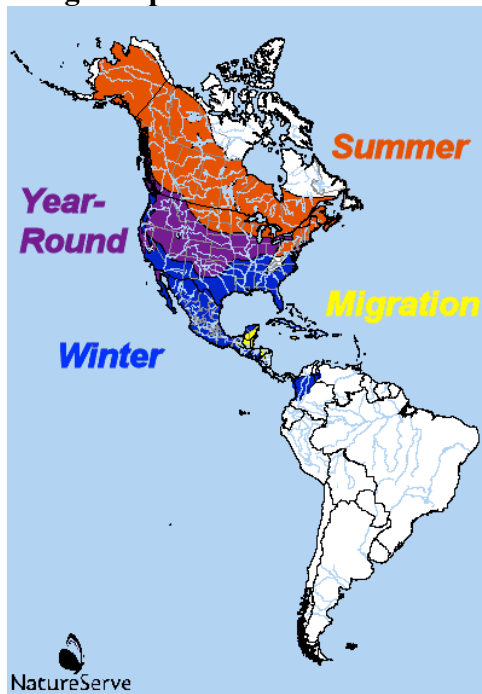 Summer
Year-
Round
Migration
Winter
NatureServe